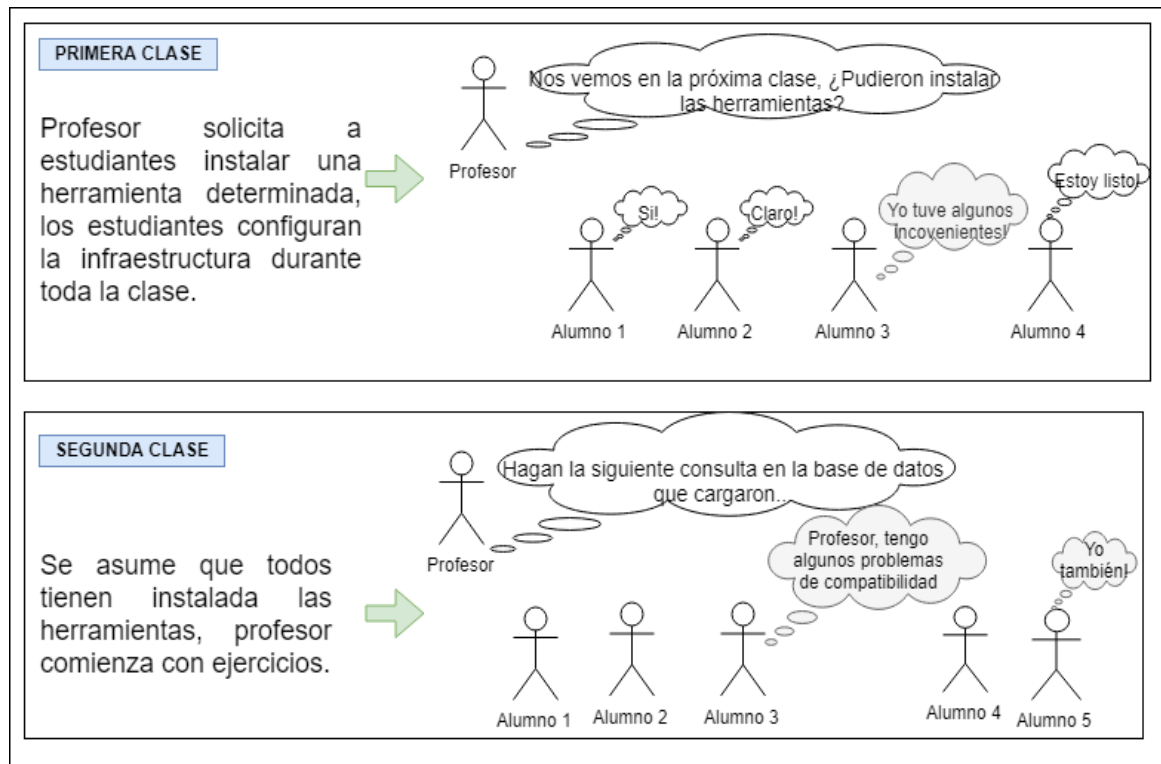 PRIMERA CLASE
Profesor solicita a
estudiantes instalar una
herramienta determinada,
los estudiantes configuran
la infraestructura durante
toda la clase.
Nos vemos en la próxima clase, ¿Pudieron instalar
las herramientas?
Profesor
Si!
Claro!
Yo tuve algunos
Incovenientes!
Estoy listo!
Alumno 1
Alumno 2
Alumno 3
Alumno 4
SEGUNDA CLASE
Se asume que todos
tienen instalada las
herramientas, profesor
comienza con ejercicios.
Hagan la siguiente consulta en la base de datos
que cargaron...
Profesor
Profesor, tengo
algunos problemas
de compatibilidad
Yo
también!
Alumno 1
Alumno 2
Alumno 3
Alumno 4
Alumno 5